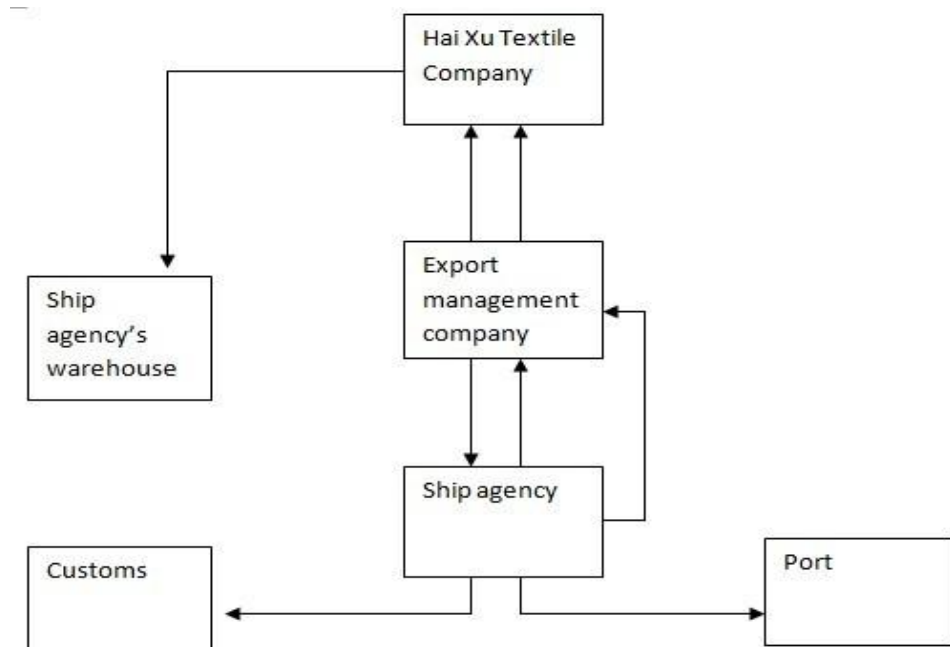 Hai Xu Textile
Company
Export
management
company
Ship
agency’s
warehouse
Ship agency
Customs
Port